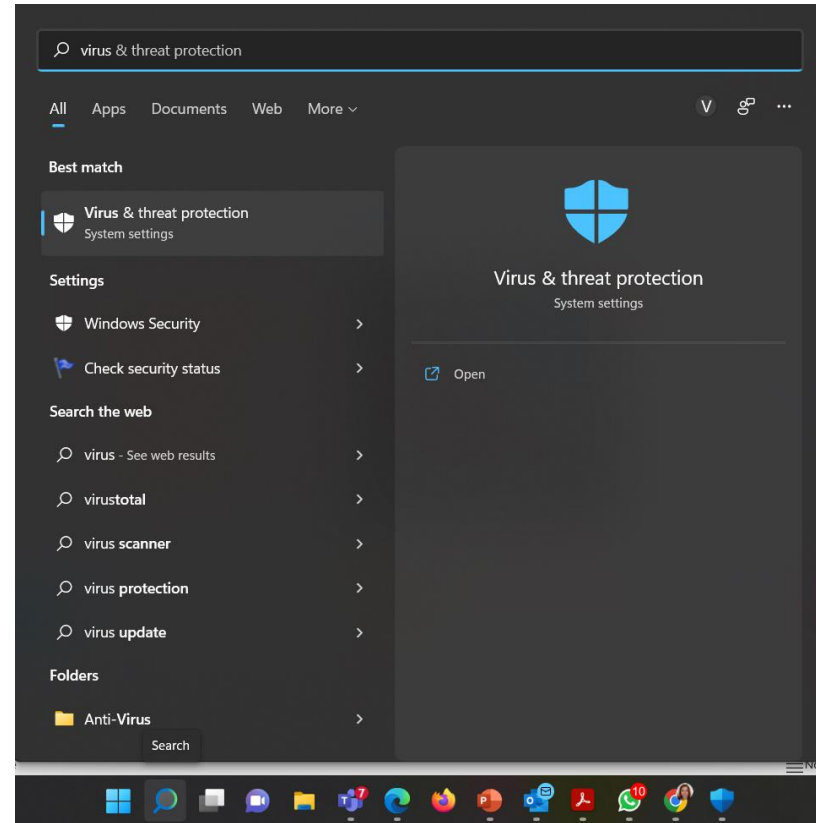 virus & threat protection
All Apps Documents Web More
V
Best match
Virus & threat protection
System settings
Virus & threat protection
System settings
Open
Settings
Windows Security
Check security status
Search the web
virus - See web results
virustotal
virus scanner
virus protection
virus update
Folders
Anti-Virus
Search
7
10